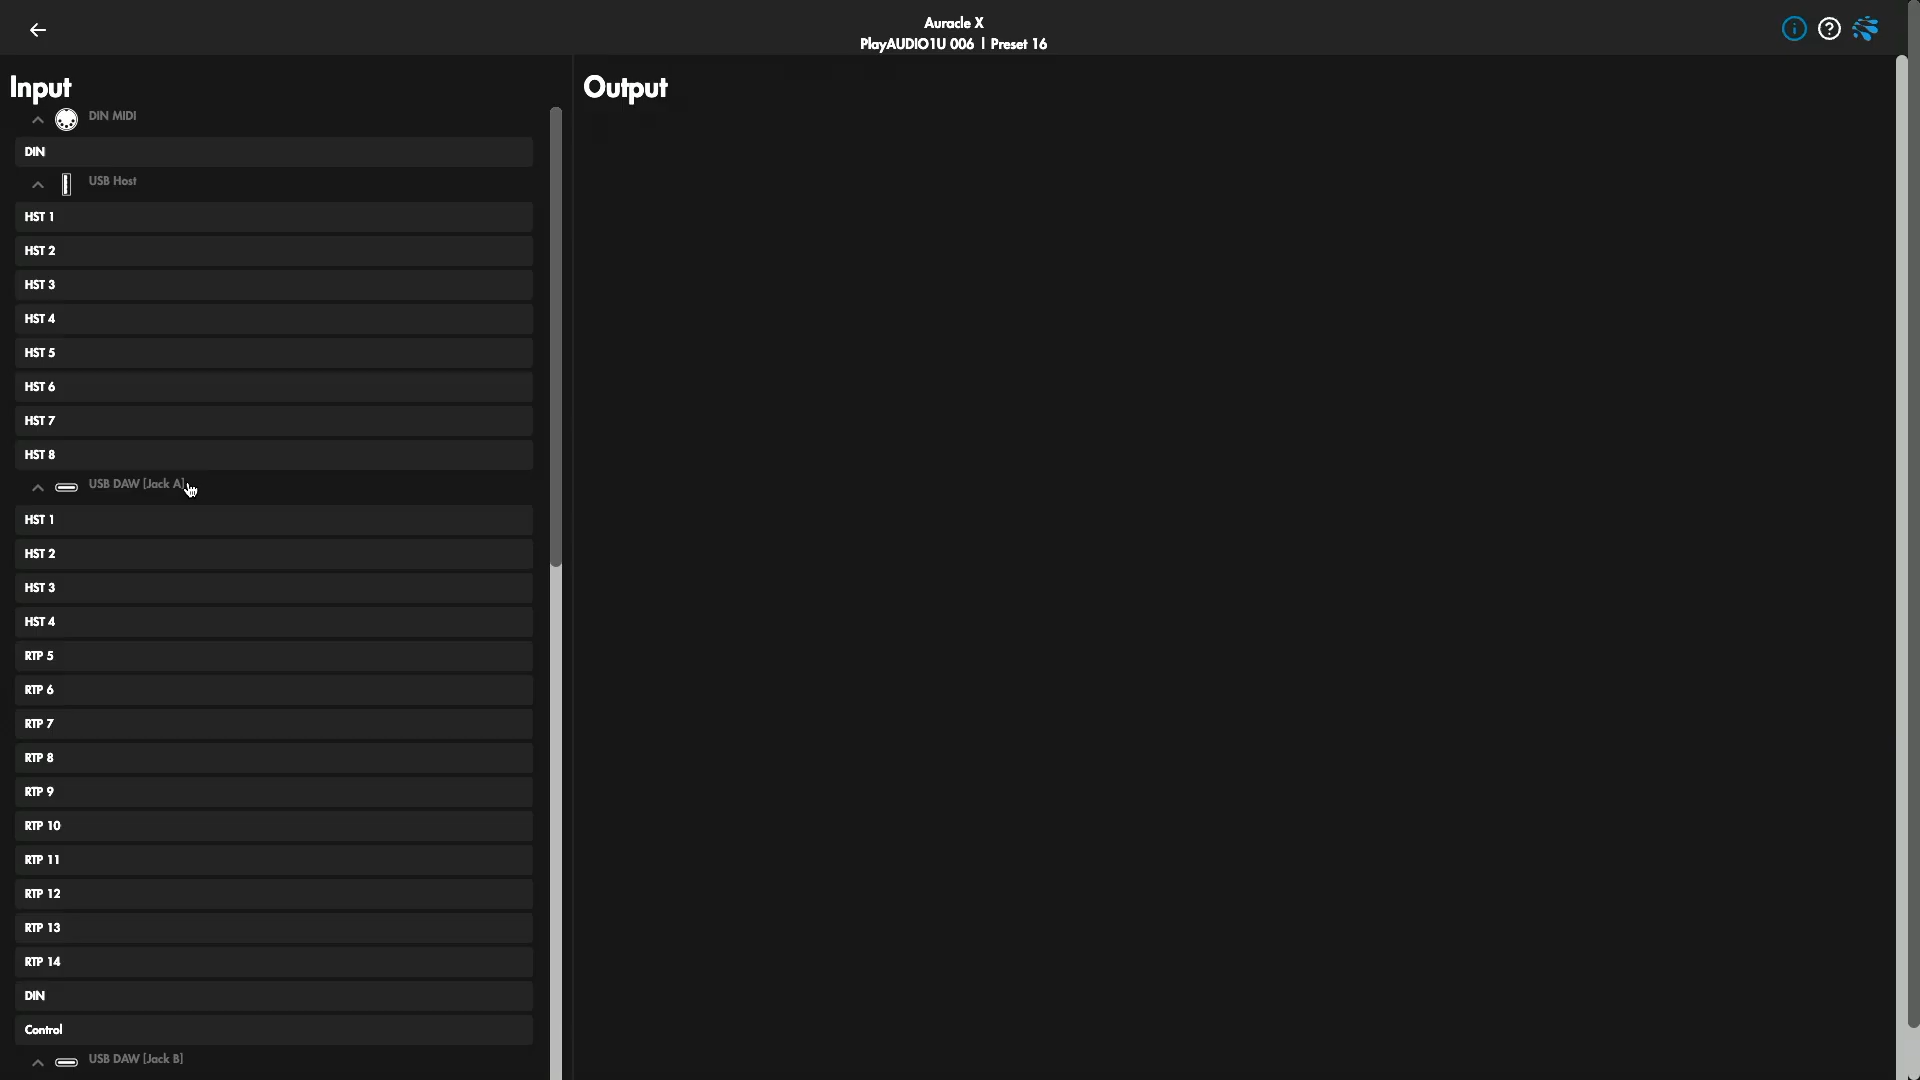 Auracle X
PlayAUDIO1U 006 | Preset 16
Input
DIN MIDI
DIN
USB Host
HST 1
HST 2
HST 3
HST 4
HST 5
HST 6
HST 7
HST 8
USB DAW [Jack A]
HST 1
HST 2
HST 3
HST 4
RTP 5
RTP 6
RTP 7
RTP 8
RTP 9
RTP 10
RTP 11
RTP 12
RTP 13
RTP 14
DIN
Control
USB DAW [Jack B]
Output